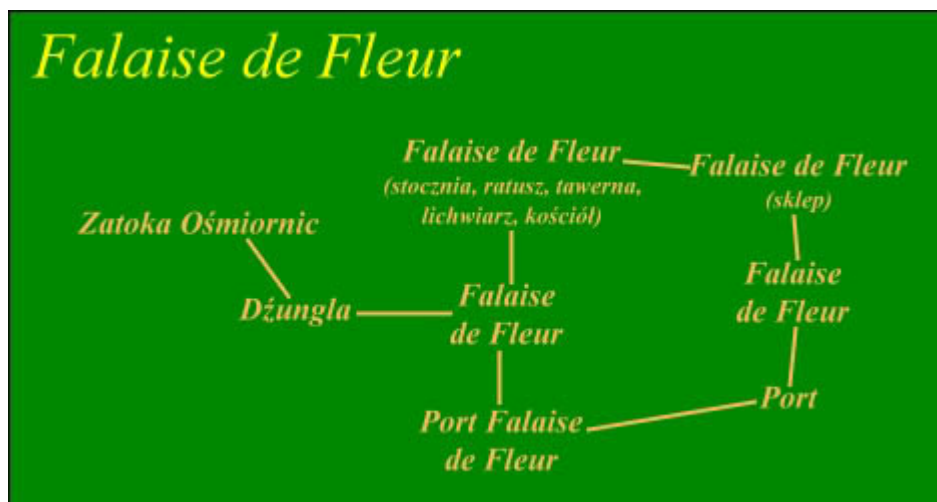 Falaise de Fleur
Falaise de Fleur
(stocznia, ratusz, tawerna,
lichwiarz, kościół)
Falaise de Fleur
(sklep)
Zatoka Ośmiornic
Dźungla
Falaise
de Fleur
Falaise
de Fleur
Port Falaise
de Fleur
Port